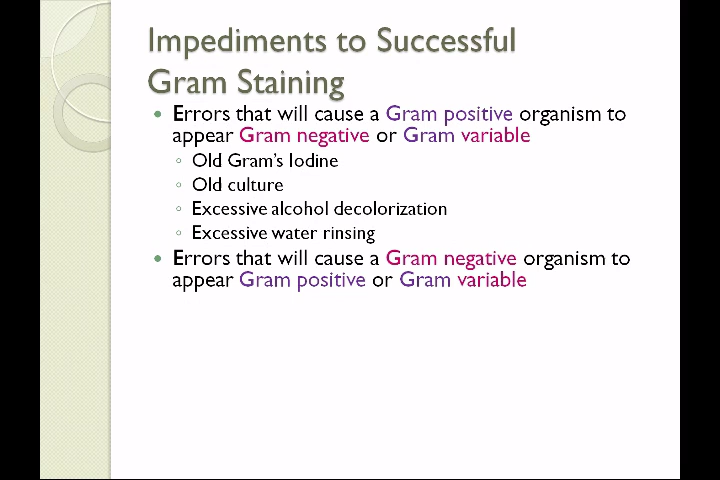 Impediments to Successful
Gram Staining
• Errors that will cause a Gram positive organism to
appear Gram negative or Gram variable
◦ Old Gram's Iodine
◦ Old culture
◦ Excessive alcohol decolorization
◦ Excessive water rinsing
• Errors that will cause a Gram negative organism to
appear Gram positive or Gram variable